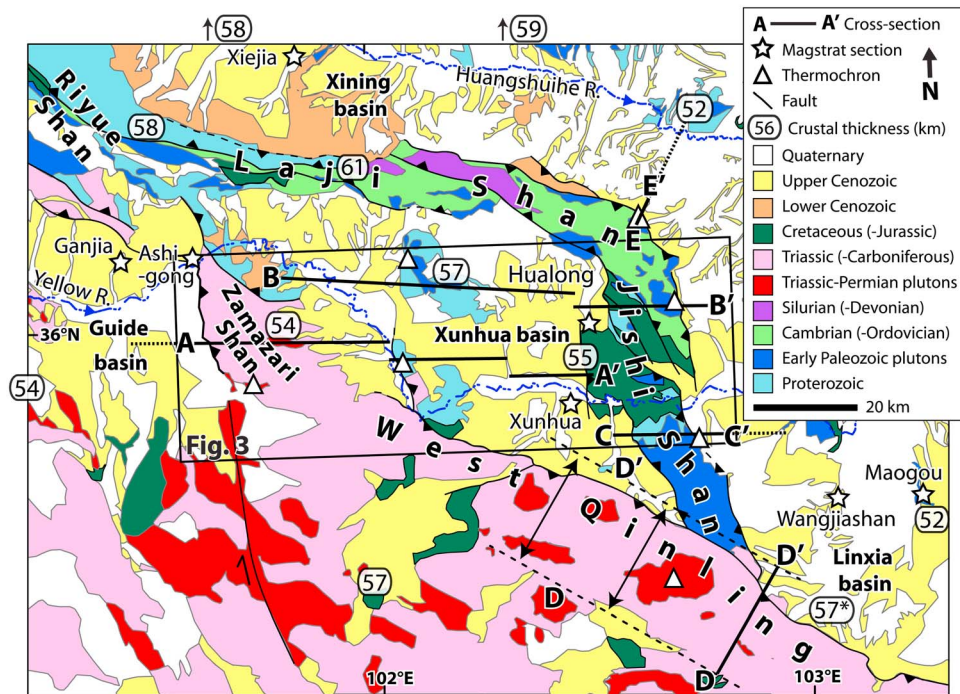 58
59
Xiejia
Xining
basin
Huangshuihe R.
52
Riyue
Shan
58
Laji
61
Shan
E'
E
Ganjia
Ashi
-gong
Yellow R.
B
57
Hualong
B'
36°N
Guide
basin
A
Zamazari
Shan
54
Xunhua basin
55
A'
Jishi
Shan
54
Xunhua
C
C'
Fig. 3
West
Qinling
D'
Maogou
52
Wangjiashan
Linxia
basin
D'
57
D
57*
D
102°E
103°E
A A' Cross-section
Magstrat section
Thermochron
Fault
N
56 Crustal thickness (km)
Quaternary
Upper Cenozoic
Lower Cenozoic
Cretaceous (-Jurassic)
Triassic (-Carboniferous)
Triassic-Permian plutons
Silurian (-Devonian)
Cambrian (-Ordovician)
Early Paleozoic plutons
Proterozoic
20 km